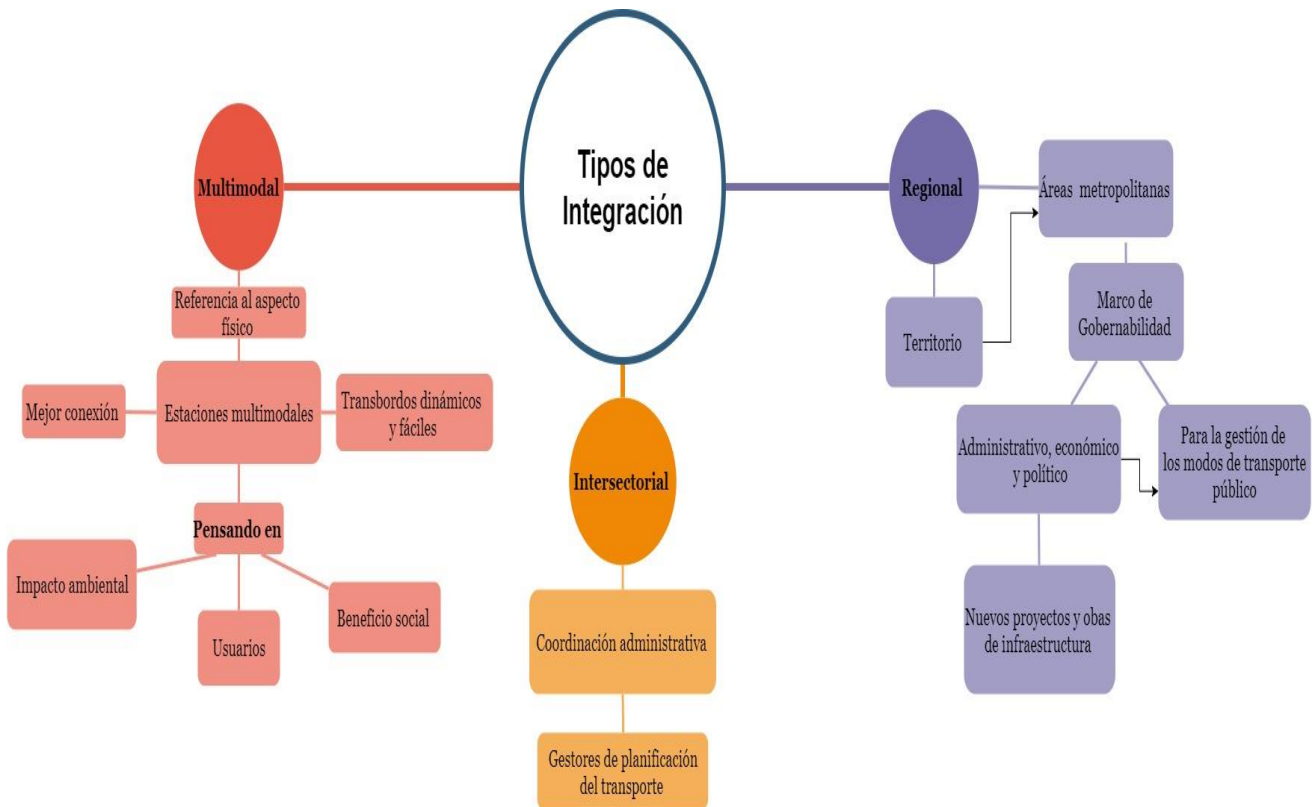 Tipos de
Integración
Multimodal
Referencia al aspecto
físico
Mejor conexión
Estaciones multimodales
Transbordos dinámicos
y fáciles
Pensando en
Impacto ambiental
Usuarios
Beneficio social
Intersectorial
Coordinación administrativa
Gestores de planificación
del transporte
Regional
Territorio
Áreas metropolitanas
Marco de
Gobernabilidad
Administrativo, económico
y político
Para la gestión de
los modos de transporte
público
Nuevos proyectos y obas
de infraestructura